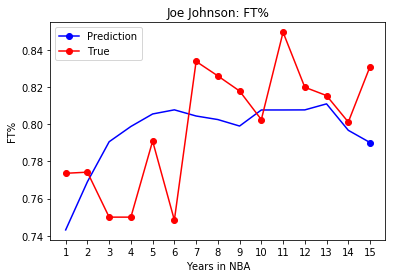 Joe Johnson: FT%
Prediction
True
FT%
0.84
0.82
0.80
0.78
0.76
0.74
1 2 3 4 5 6 7 8 9 10 11 12 13 14 15
Years in NBA